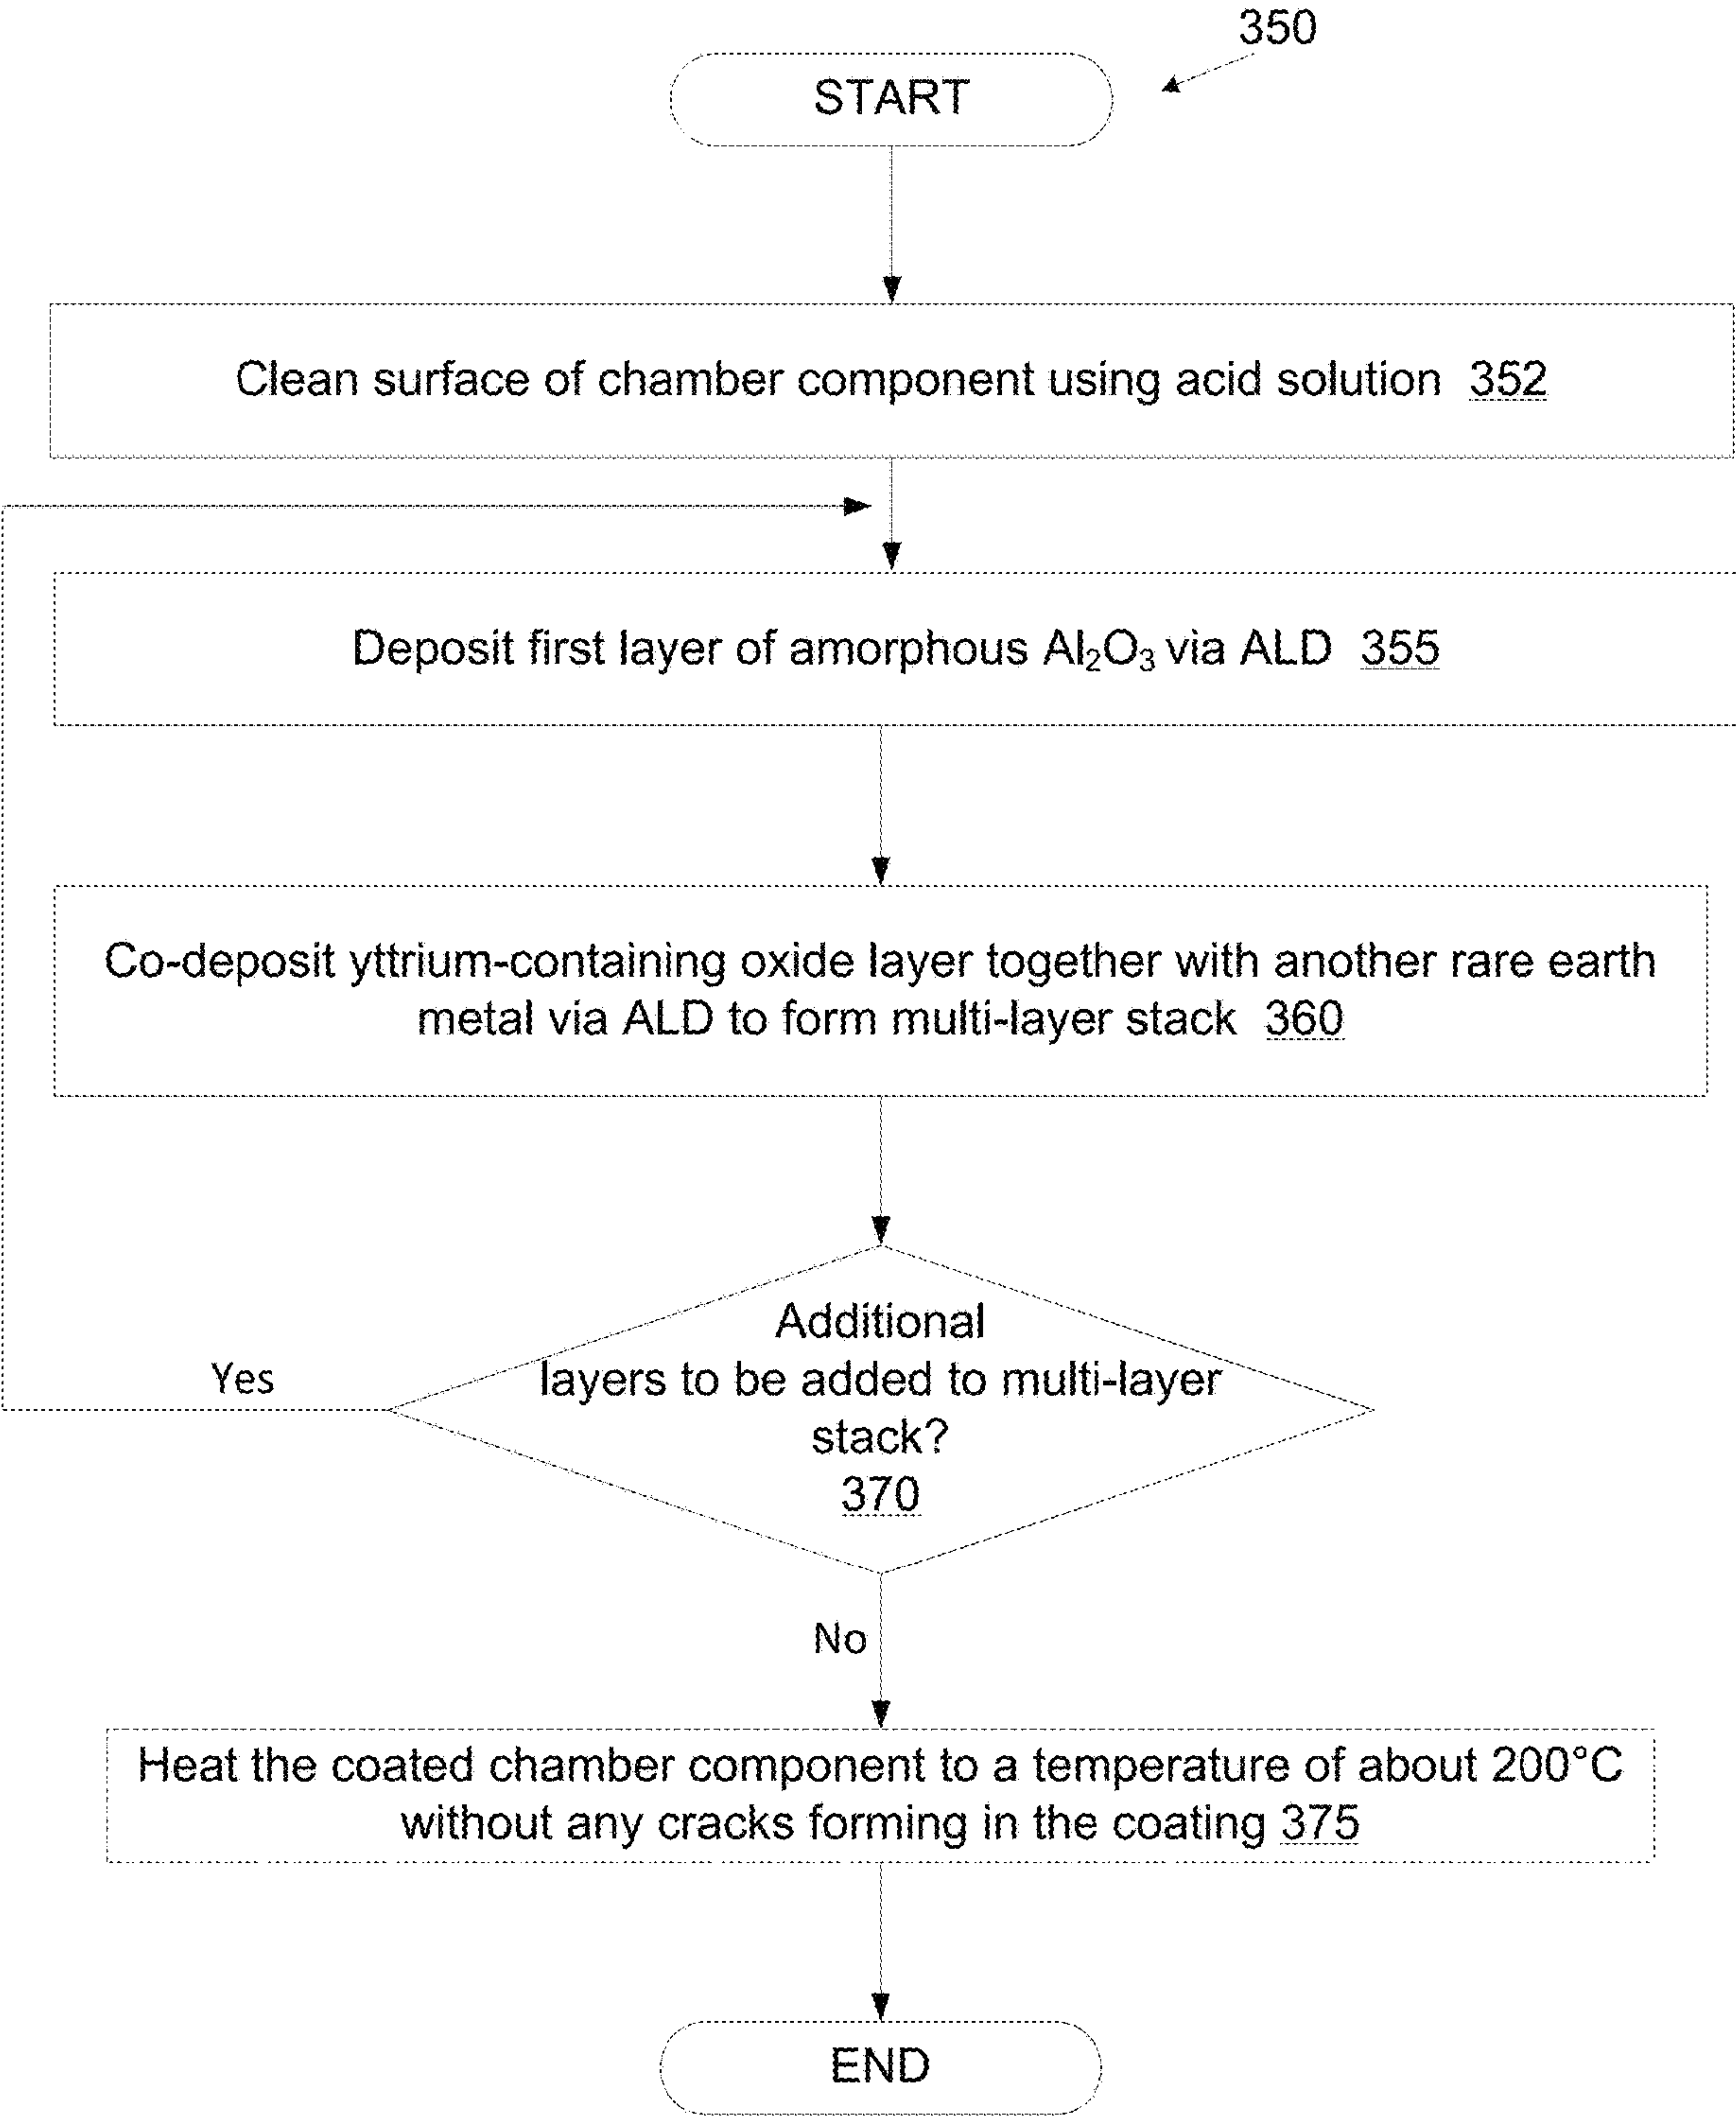 350
START
Clean surface of chamber component using acid solution 352
Deposit first layer of amorphous Al₂O₃ via ALD 355
Co-deposit yttrium-containing oxide layer together with another rare earth
metal via ALD to form multi-layer stack 360
Additional
layers to be added to multi-layer
stack?
370
Yes
No
Heat the coated chamber component to a temperature of about 200°C
without any cracks forming in the coating 375
END